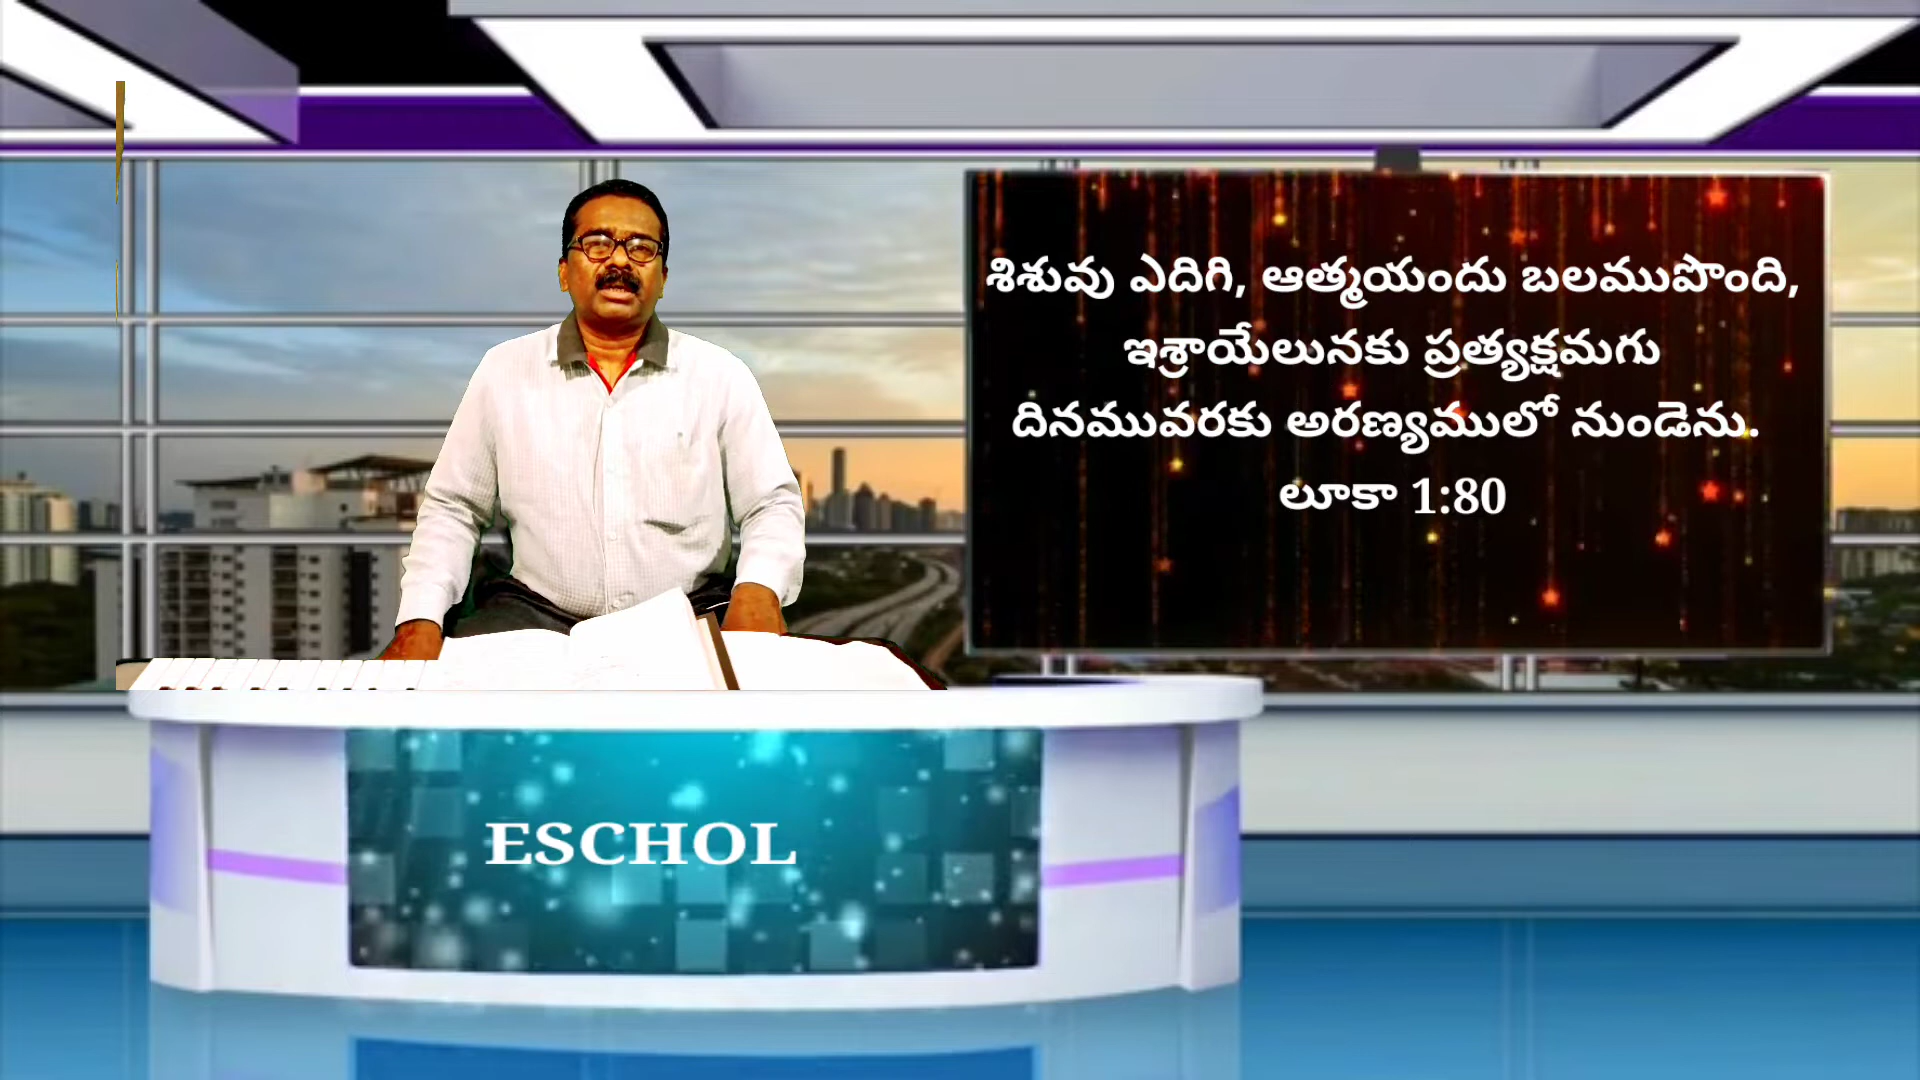 శిశువు ఎదిగి, ఆత్మయందు బలముపొంది,
ఇశ్రాయేలునకు ప్రత్యక్షమగు
దినమువరకు అరణ్యములో నుండెను.
లూకా 1:80
ESCHOL